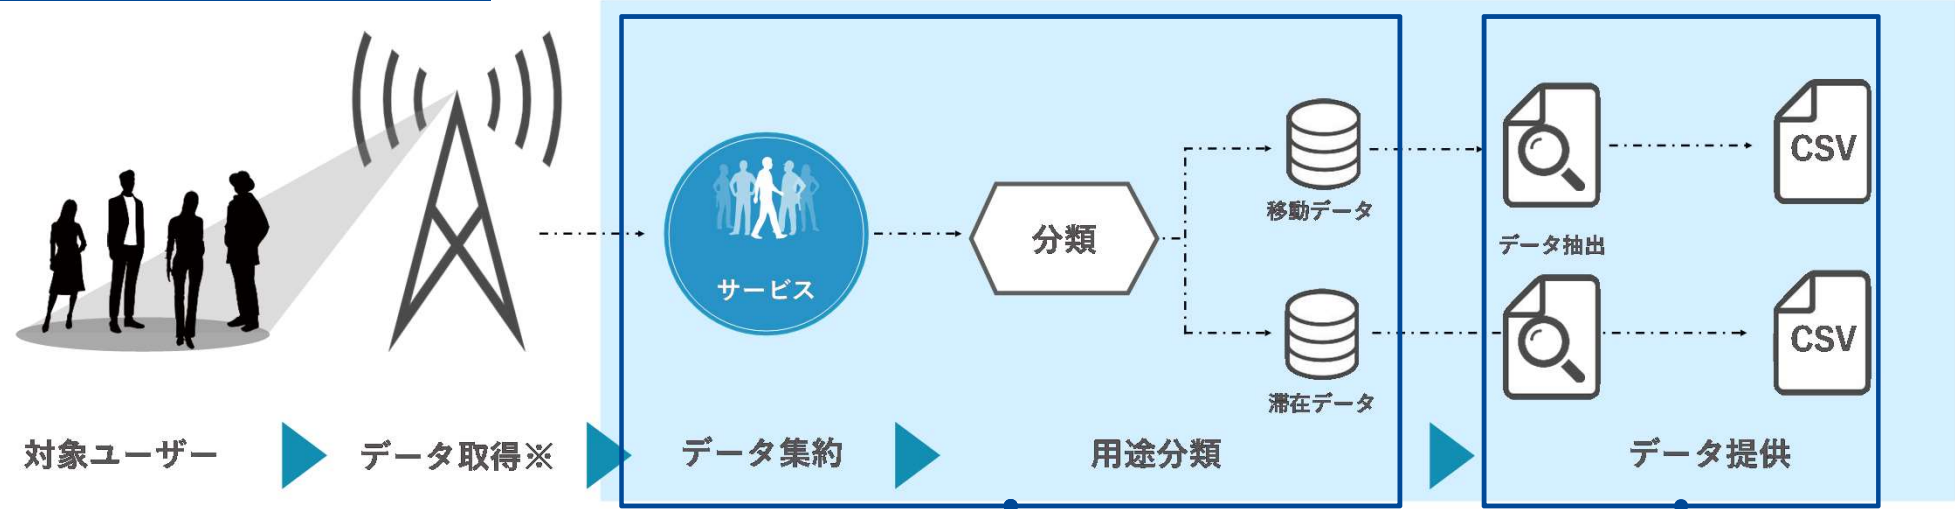 サービス
分類
移動データ
滞在データ
データ抽出
CSV
CSV
対象ユーザー
データ取得※
データ集約
用途分類
データ提供